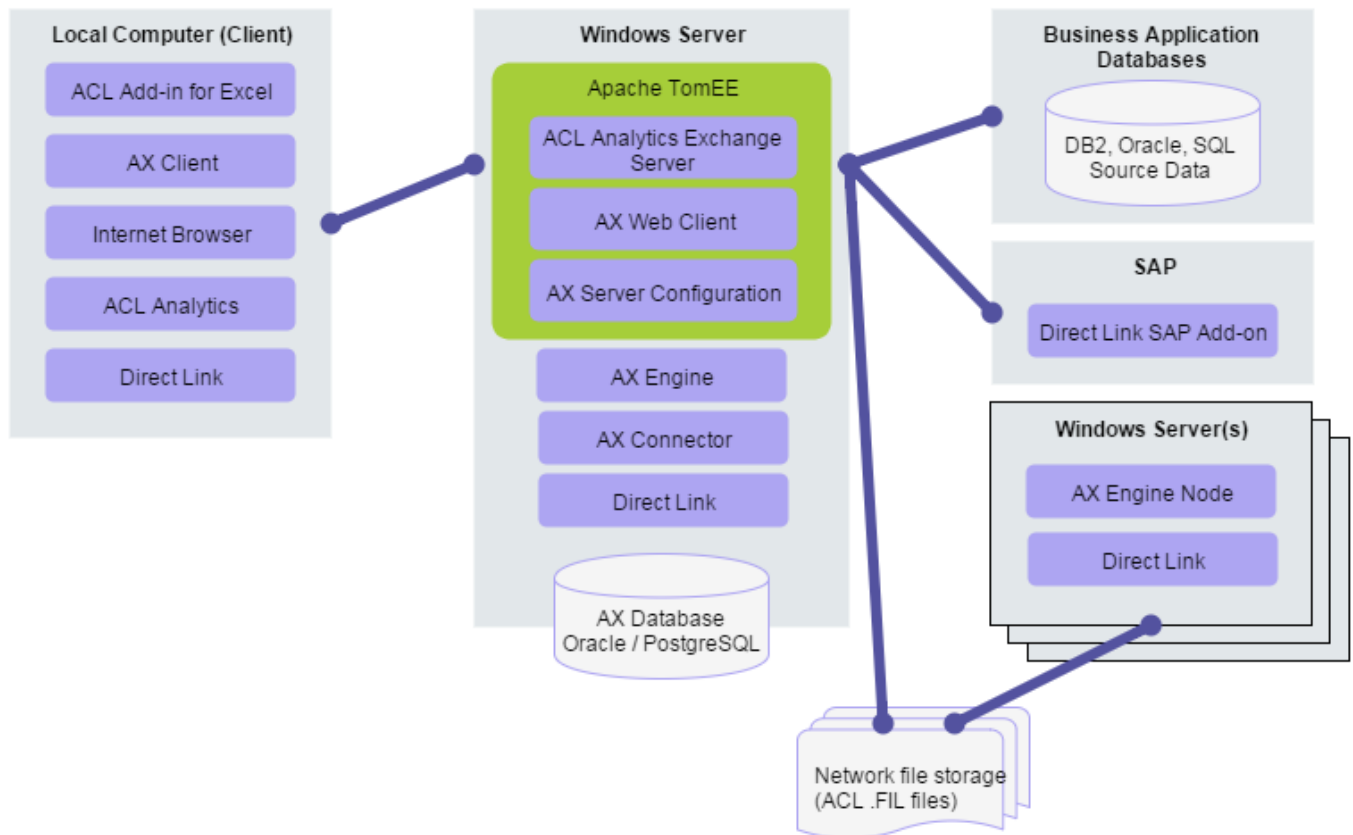 Local Computer (Client)
ACL Add-in for Excel
AX Client
Internet Browser
ACL Analytics
Direct Link
Windows Server
Apache TomEE
ACL Analytics Exchange
Server
AX Web Client
AX Server Configuration
AX Engine
AX Connector
Direct Link
AX Database
Oracle / PostgreSQL
Business Application
Databases
DB2, Oracle, SQL
Source Data
SAP
Direct Link SAP Add-on
Windows Server(s)
AX Engine Node
Direct Link
Network file storage
(ACL .FIL files)